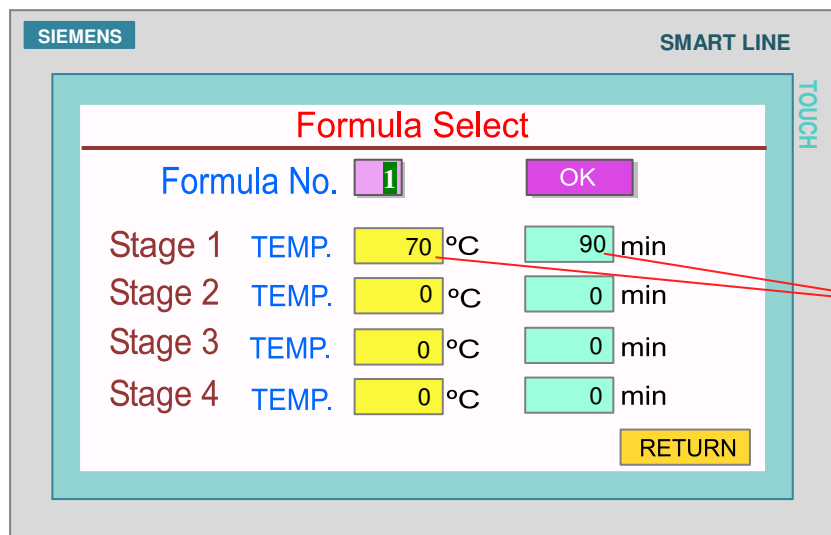 SIEMENS
SMART LINE
TOUCH
Formula Select
Formula No. 1 OK
Stage 1 TEMP. 70 ºC 90 min
Stage 2 TEMP. 0 ºC 0 min
Stage 3 TEMP. 0 ºC 0 min
Stage 4 TEMP. 0 ºC 0 min
RETURN